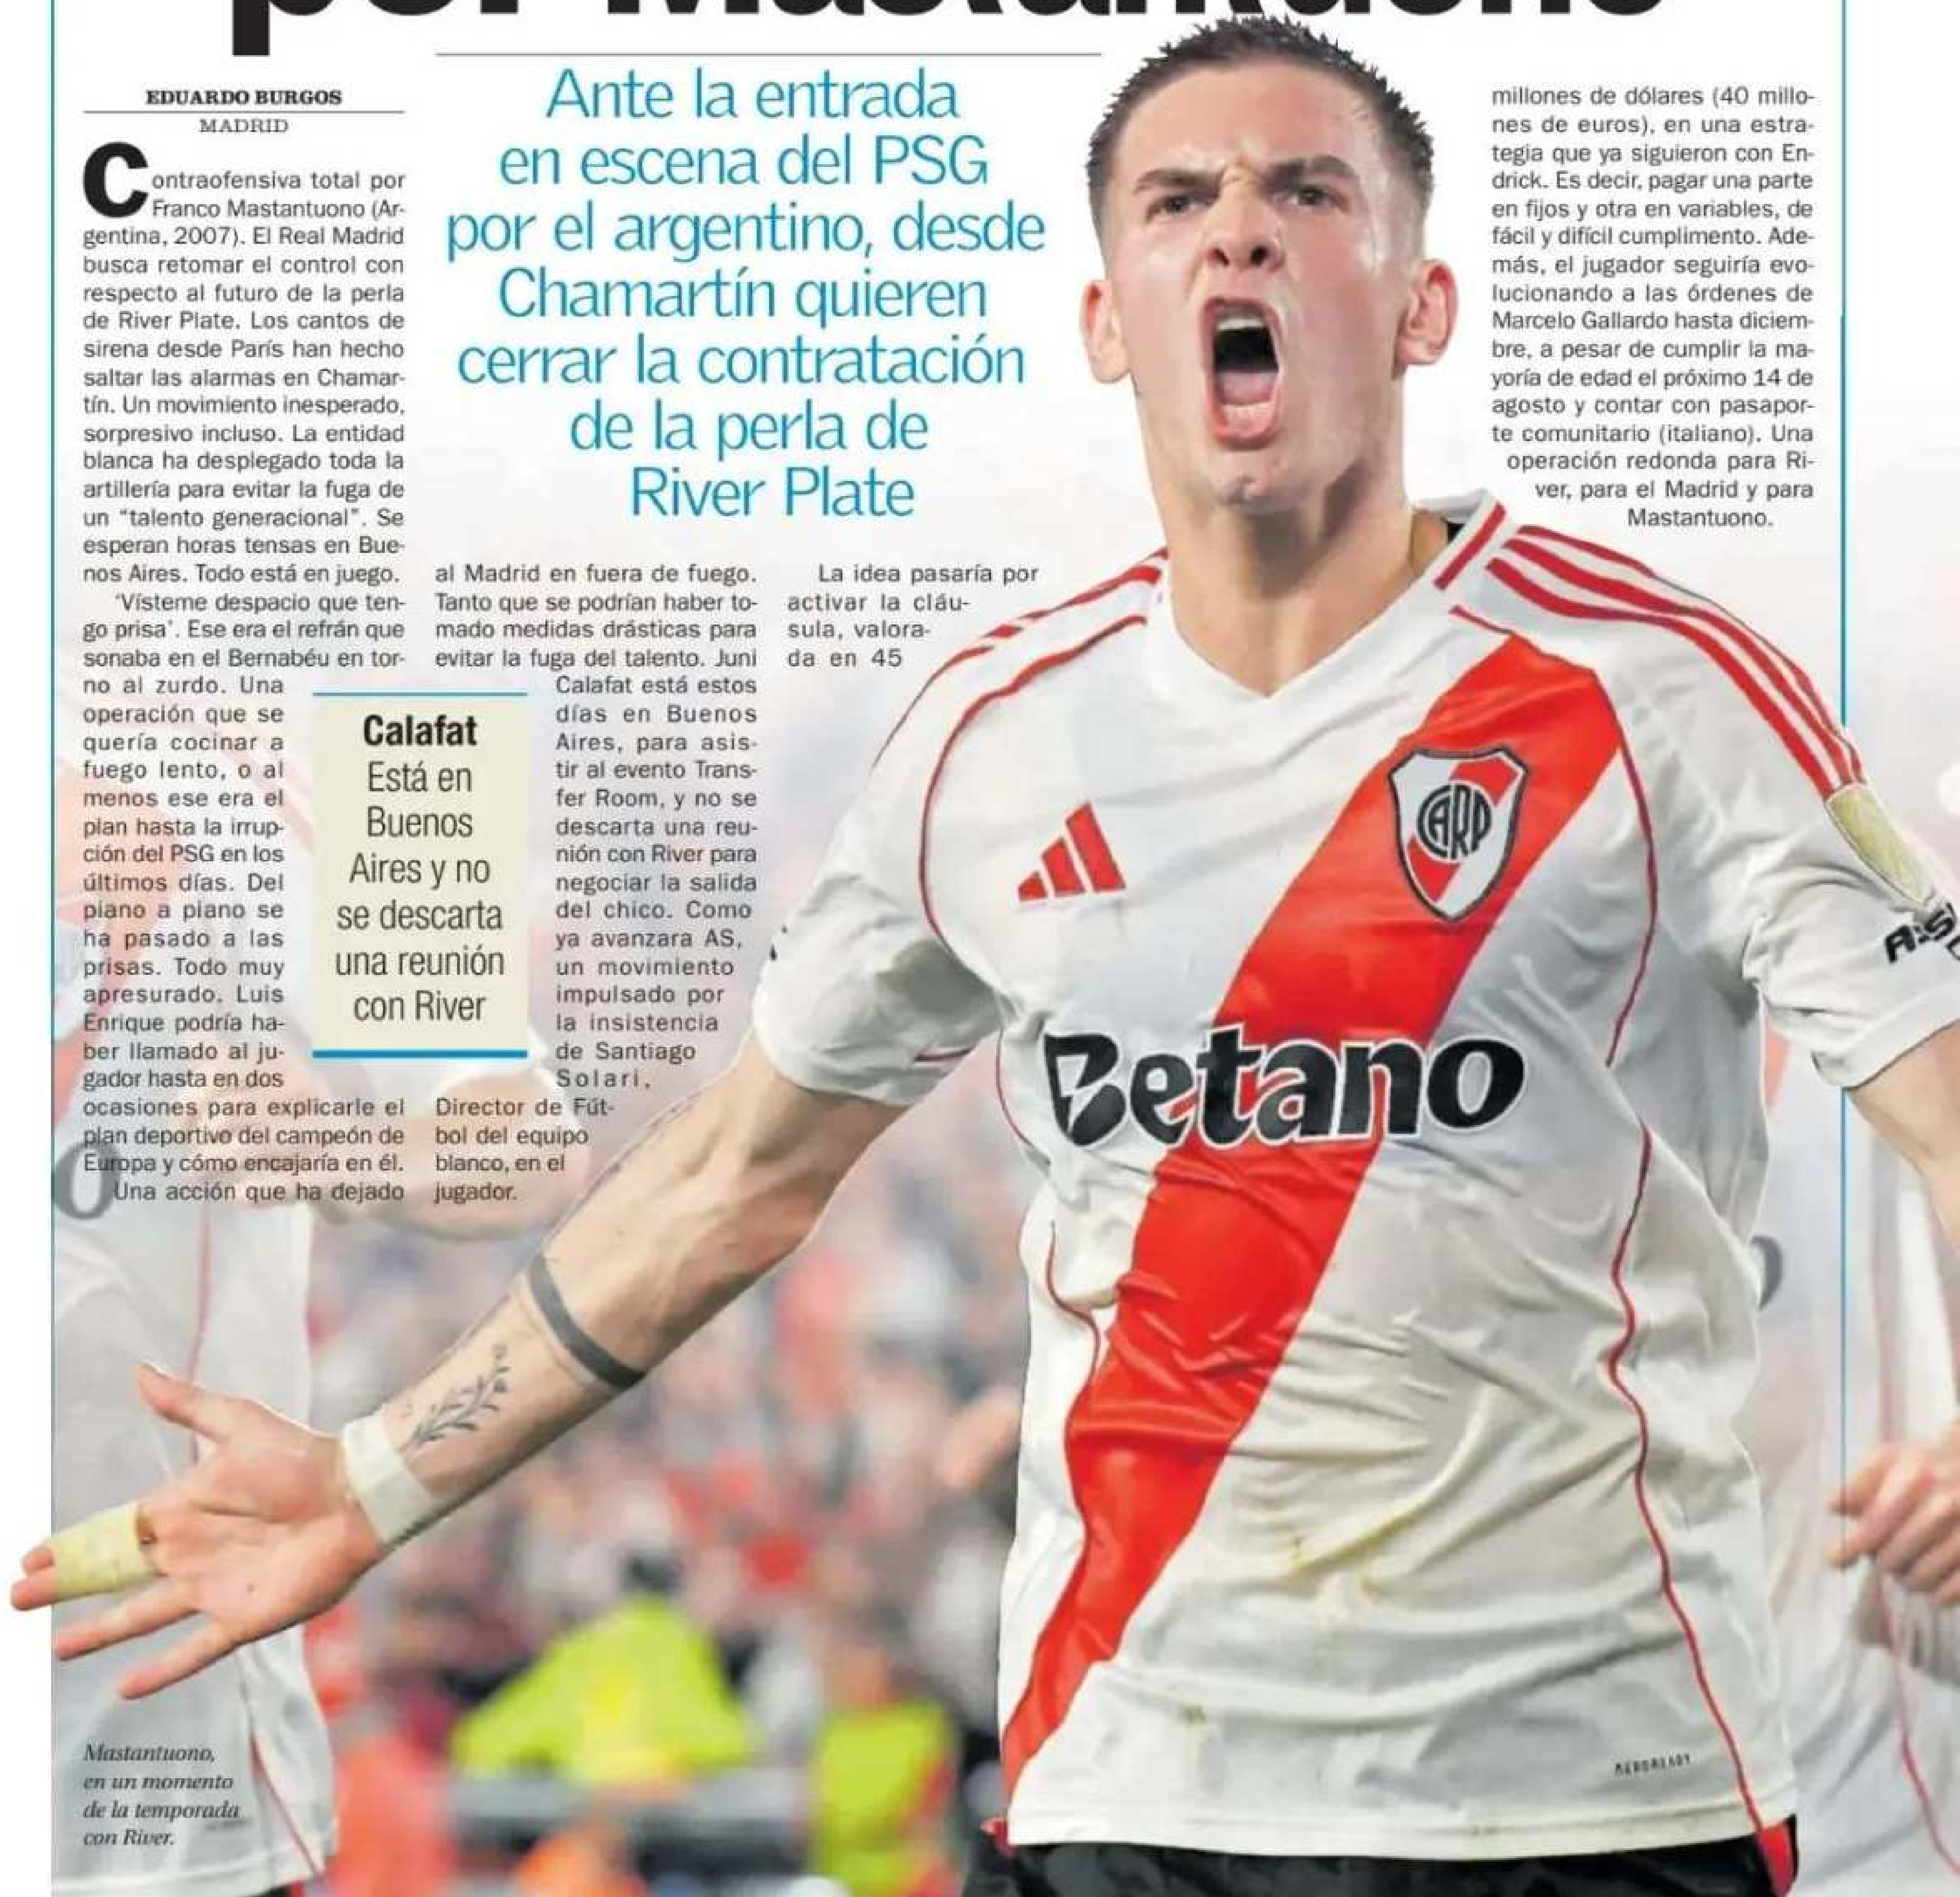 por Mastantuono
EDUARDO BURGOS
MADRID
Contraofensiva total por
Franco Mastantuono (Ar-
gentina, 2007). El Real Madrid
busca retomar el control con
respecto al futuro de la perla
de River Plate. Los cantos de
sirena desde París han hecho
saltar las alarmas en Chamar-
tín. Un movimiento inesperado,
sorpresivo incluso. La entidad
blanca ha desplegado toda la
artillería para evitar la fuga de
un “talento generacional”. Se
esperan horas tensas en Bue-
nos Aires. Todo está en juego.
‘Vísteme despacio que ten-
go prisa’. Ese era el refrán que
sonaba en el Bernabéu en tor-
no al zurdo. Una
operación que se
quería cocinar a
fuego lento, o al
menos ese era el
plan hasta la irrup-
ción del PSG en los
últimos días. Del
piano a piano se
ha pasado a las
prisas. Todo muy
apresurado. Luis
Enrique podría ha-
ber llamado al ju-
gador hasta en dos
ocasiones para explicarle el
plan deportivo del campeón de
Europa y cómo encajaría en él.
Una acción que ha dejado
Ante la entrada
en escena del PSG
por el argentino, desde
Chamartín quieren
cerrar la contratación
de la perla de
River Plate
al Madrid en fuera de fuego.
Tanto que se podrían haber to-
mado medidas drásticas para
evitar la fuga del talento. Juni
Calafat está estos
días en Buenos
Aires, para asis-
tir al evento Trans-
fer Room, y no se
descarta una reu-
nión con River para
negociar la salida
del chico. Como
ya avanzara AS,
un movimiento
impulsado por
la insistencia
de Santiago
Solari,
Director de Fút-
bol del equipo
blanco, en el
jugador.
Calafat
Está en
Buenos
Aires y no
se descarta
una reunión
con River
La idea pasaría por
activar la cláu-
sula, valora-
da en 45
millones de dólares (40 millo-
nes de euros), en una estra-
tegia que ya siguieron con En-
drick. Es decir, pagar una parte
en fijos y otra en variables, de
fácil y difícil cumplimento. Ade-
más, el jugador seguiría evo-
lucionando a las órdenes de
Marcelo Gallardo hasta diciem-
bre, a pesar de cumplir la ma-
yoría de edad el próximo 14 de
agosto y contar con pasapor-
te comunitario (italiano). Una
operación redonda para Ri-
ver, para el Madrid y para
Mastantuono.
CARP
Betano
AEROREADY
Mastantuono,
en un momento
de la temporada
con River.